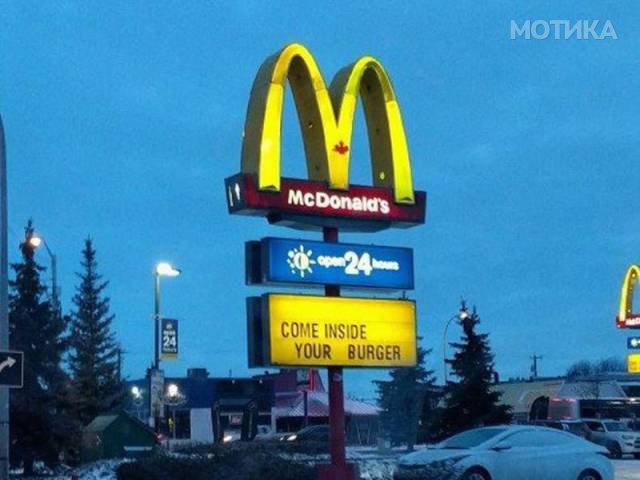 МОТИКА
McDonald's
open 24 hours
COME INSIDE
YOUR BURGER
24